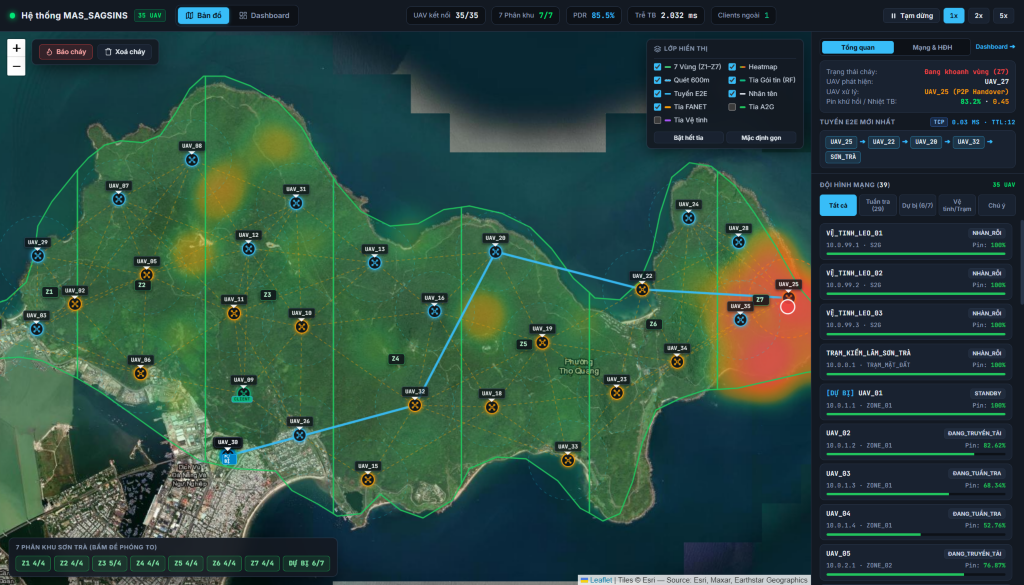 Hệ thống MAS_SAGSINS
35 UAV
Bản đồ
Dashboard
UAV kết nối 35/35
7 Phân khu 7/7
PDR 85.5%
Trễ TB 2.032 ms
Clients ngoài 1
Tạm dừng
1x
2x
5x
+
−
Báo cháy
Xoá cháy
LỚP HIỂN THỊ
7 Vùng (Z1–Z7)
Heatmap
Quét 600m
Tia Gói tin (RF)
Tuyến E2E
Nhãn tên
Tia FANET
Tia A2G
Tia Vệ tinh
Bật hết tia
Mặc định gọn
UAV_08
UAV_07
UAV_31
UAV_24
UAV_12
UAV_28
UAV_20
UAV_29
UAV_13
UAV_05
Z2
UAV_22
UAV_25
Z1
UAV_02
Z3
UAV_16
Z7
UAV_11
UAV_35
UAV_03
UAV_10
Z6
UAV_19
Z5
UAV_34
Z4
UAV_06
Phường
Thọ Quang
UAV_09
CLIENT
UAV_23
UAV_32
UAV_18
UAV_26
UAV_30
UAV_33
UAV_15
7 PHÂN KHU SƠN TRÀ (BẤM ĐỂ PHÓNG TO)
Z1 4/4
Z2 4/4
Z3 5/4
Z4 4/4
Z5 4/4
Z6 4/4
Z7 4/4
DỰ BỊ 6/7
Leaflet | Tiles © Esri — Source: Esri, Maxar, Earthstar Geographics
Tổng quan
Mạng & HĐH
Dashboard →
Trạng thái cháy: Đang khoanh vùng (Z7)
UAV phát hiện: UAV_27
UAV xử lý: UAV_25 (P2P Handover)
Pin khứ hồi / Nhiệt TB: 83.2% · 0.45
TUYẾN E2E MỚI NHẤT
TCP
0.03 MS · TTL:12
UAV_25 → UAV_22 → UAV_20 → UAV_32 →
SƠN_TRÀ
ĐỘI HÌNH MẠNG (39)
35 UAV
Tất cả
Tuần tra (29)
Dự bị (6/7)
Vệ tinh/Trạm
Chú ý
VỆ_TINH_LEO_01
NHÀN_RỖI
10.0.99.1 · S2G
Pin: 100%
VỆ_TINH_LEO_02
NHÀN_RỖI
10.0.99.2 · S2G
Pin: 100%
VỆ_TINH_LEO_03
NHÀN_RỖI
10.0.99.3 · S2G
Pin: 100%
TRẠM_KIỂM_LÂM_SƠN_TRÀ
NHÀN_RỖI
10.0.0.1 · TRẠM_MẶT_ĐẤT
Pin: 100%
[DỰ BỊ] UAV_01
STANDBY
10.0.1.1 · ZONE_01
Pin: 100%
UAV_02
ĐANG_TRUYỀN_TẢI
10.0.1.2 · ZONE_01
Pin: 82.62%
UAV_03
ĐANG_TUẦN_TRA
10.0.1.3 · ZONE_01
Pin: 68.34%
UAV_04
ĐANG_TUẦN_TRA
10.0.1.4 · ZONE_01
Pin: 52.76%
UAV_05
ĐANG_TRUYỀN_TẢI
10.0.2.1 · ZONE_02
Pin: 76.87%